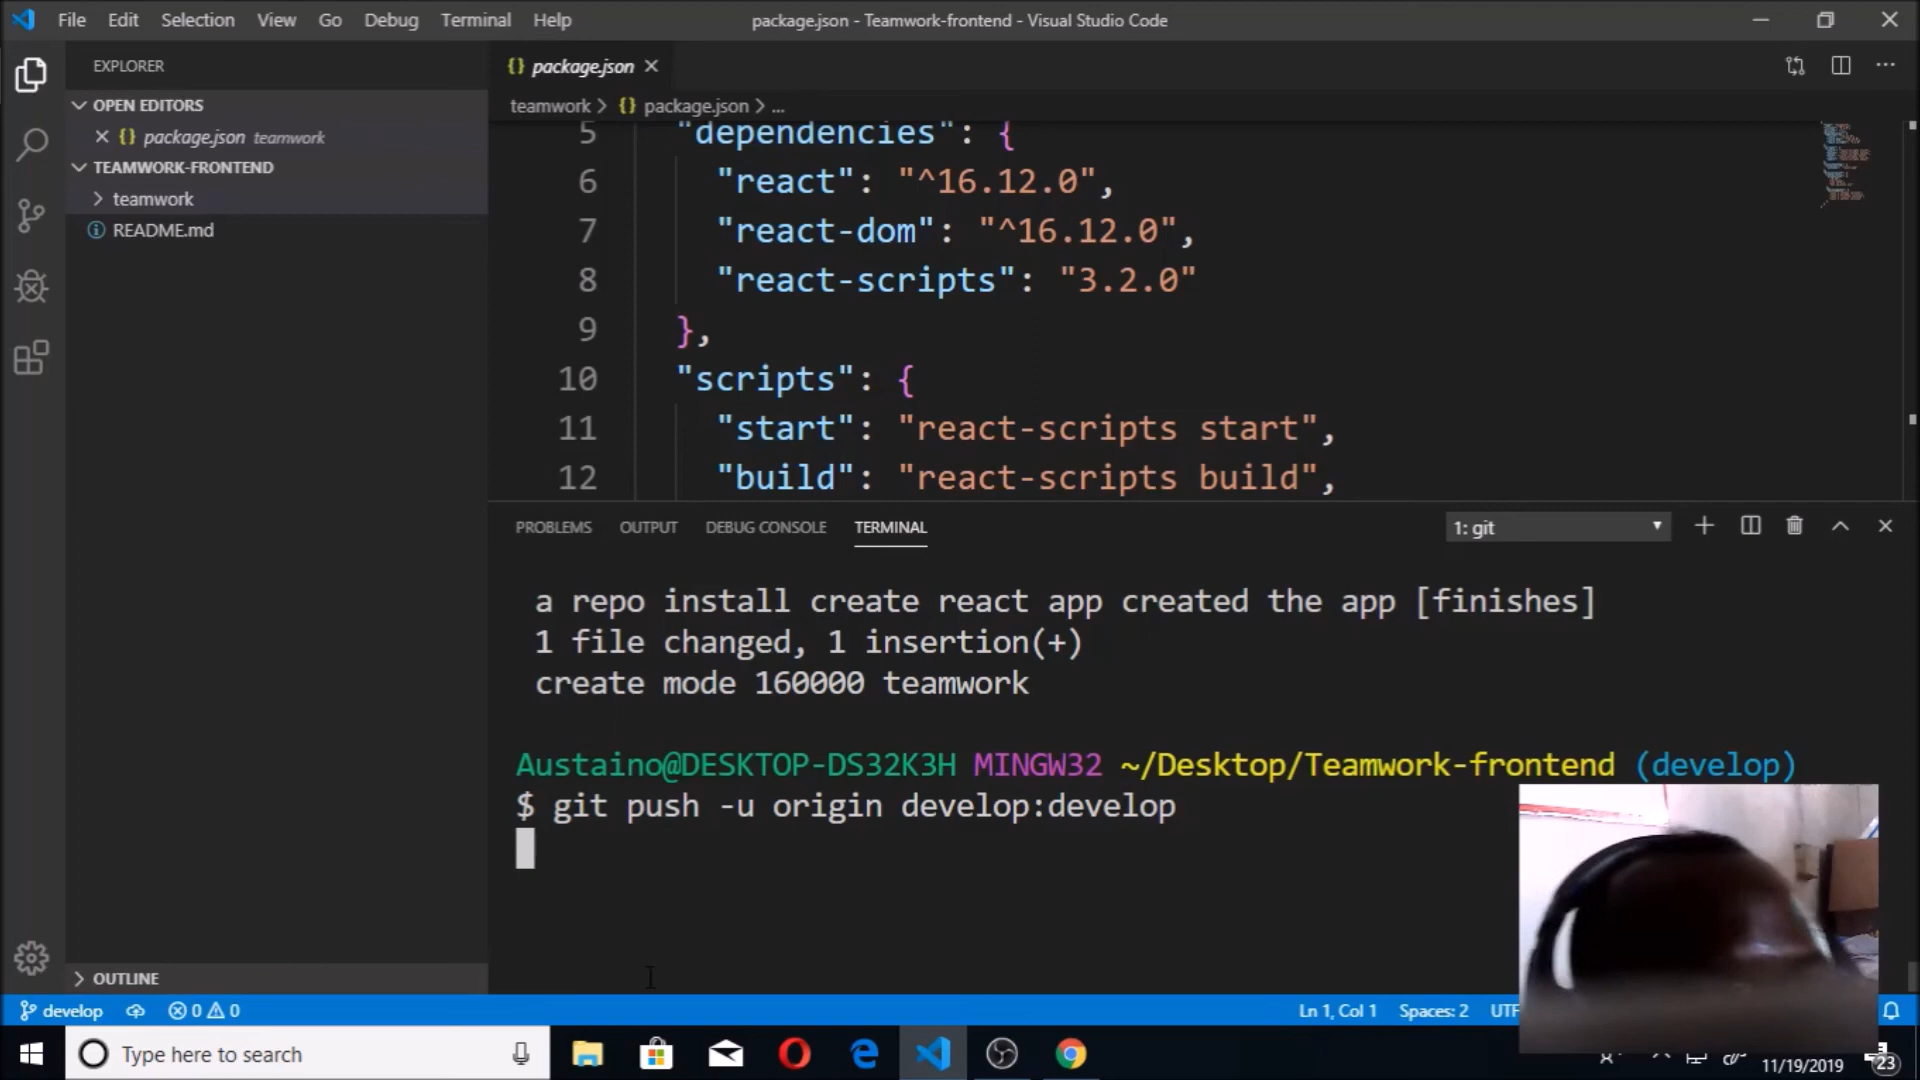 File Edit Selection View Go Debug Terminal Help
package.json - Teamwork-frontend - Visual Studio Code
EXPLORER
OPEN EDITORS
package.json teamwork
TEAMWORK-FRONTEND
teamwork
README.md
OUTLINE
{} package.json
teamwork > {} package.json > ...
5 "dependencies": {
6 "react": "^16.12.0",
7 "react-dom": "^16.12.0",
8 "react-scripts": "3.2.0"
9 },
10 "scripts": {
11 "start": "react-scripts start",
12 "build": "react-scripts build",
PROBLEMS OUTPUT DEBUG CONSOLE TERMINAL
1: git
a repo install create react app created the app [finishes]
1 file changed, 1 insertion(+)
create mode 160000 teamwork
Austaino@DESKTOP-DS32K3H MINGW32 ~/Desktop/Teamwork-frontend (develop)
$ git push -u origin develop:develop
develop 0 0
Ln 1, Col 1 Spaces: 2 UTF
Type here to search
11/19/2019
23